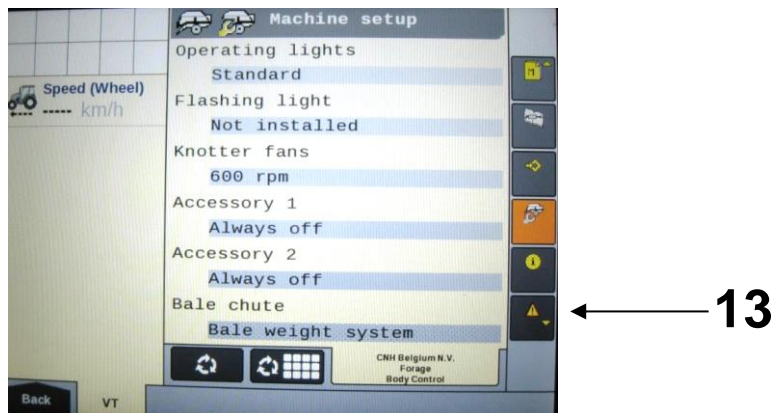 Machine setup
Operating lights
Standard
Speed (Wheel)
----- km/h
Flashing light
Not installed
Knotter fans
600 rpm
Accessory 1
Always off
Accessory 2
Always off
Bale chute
Bale weight system
CNH Belgium N.V.
Forage
Body Control
Back
VT
13